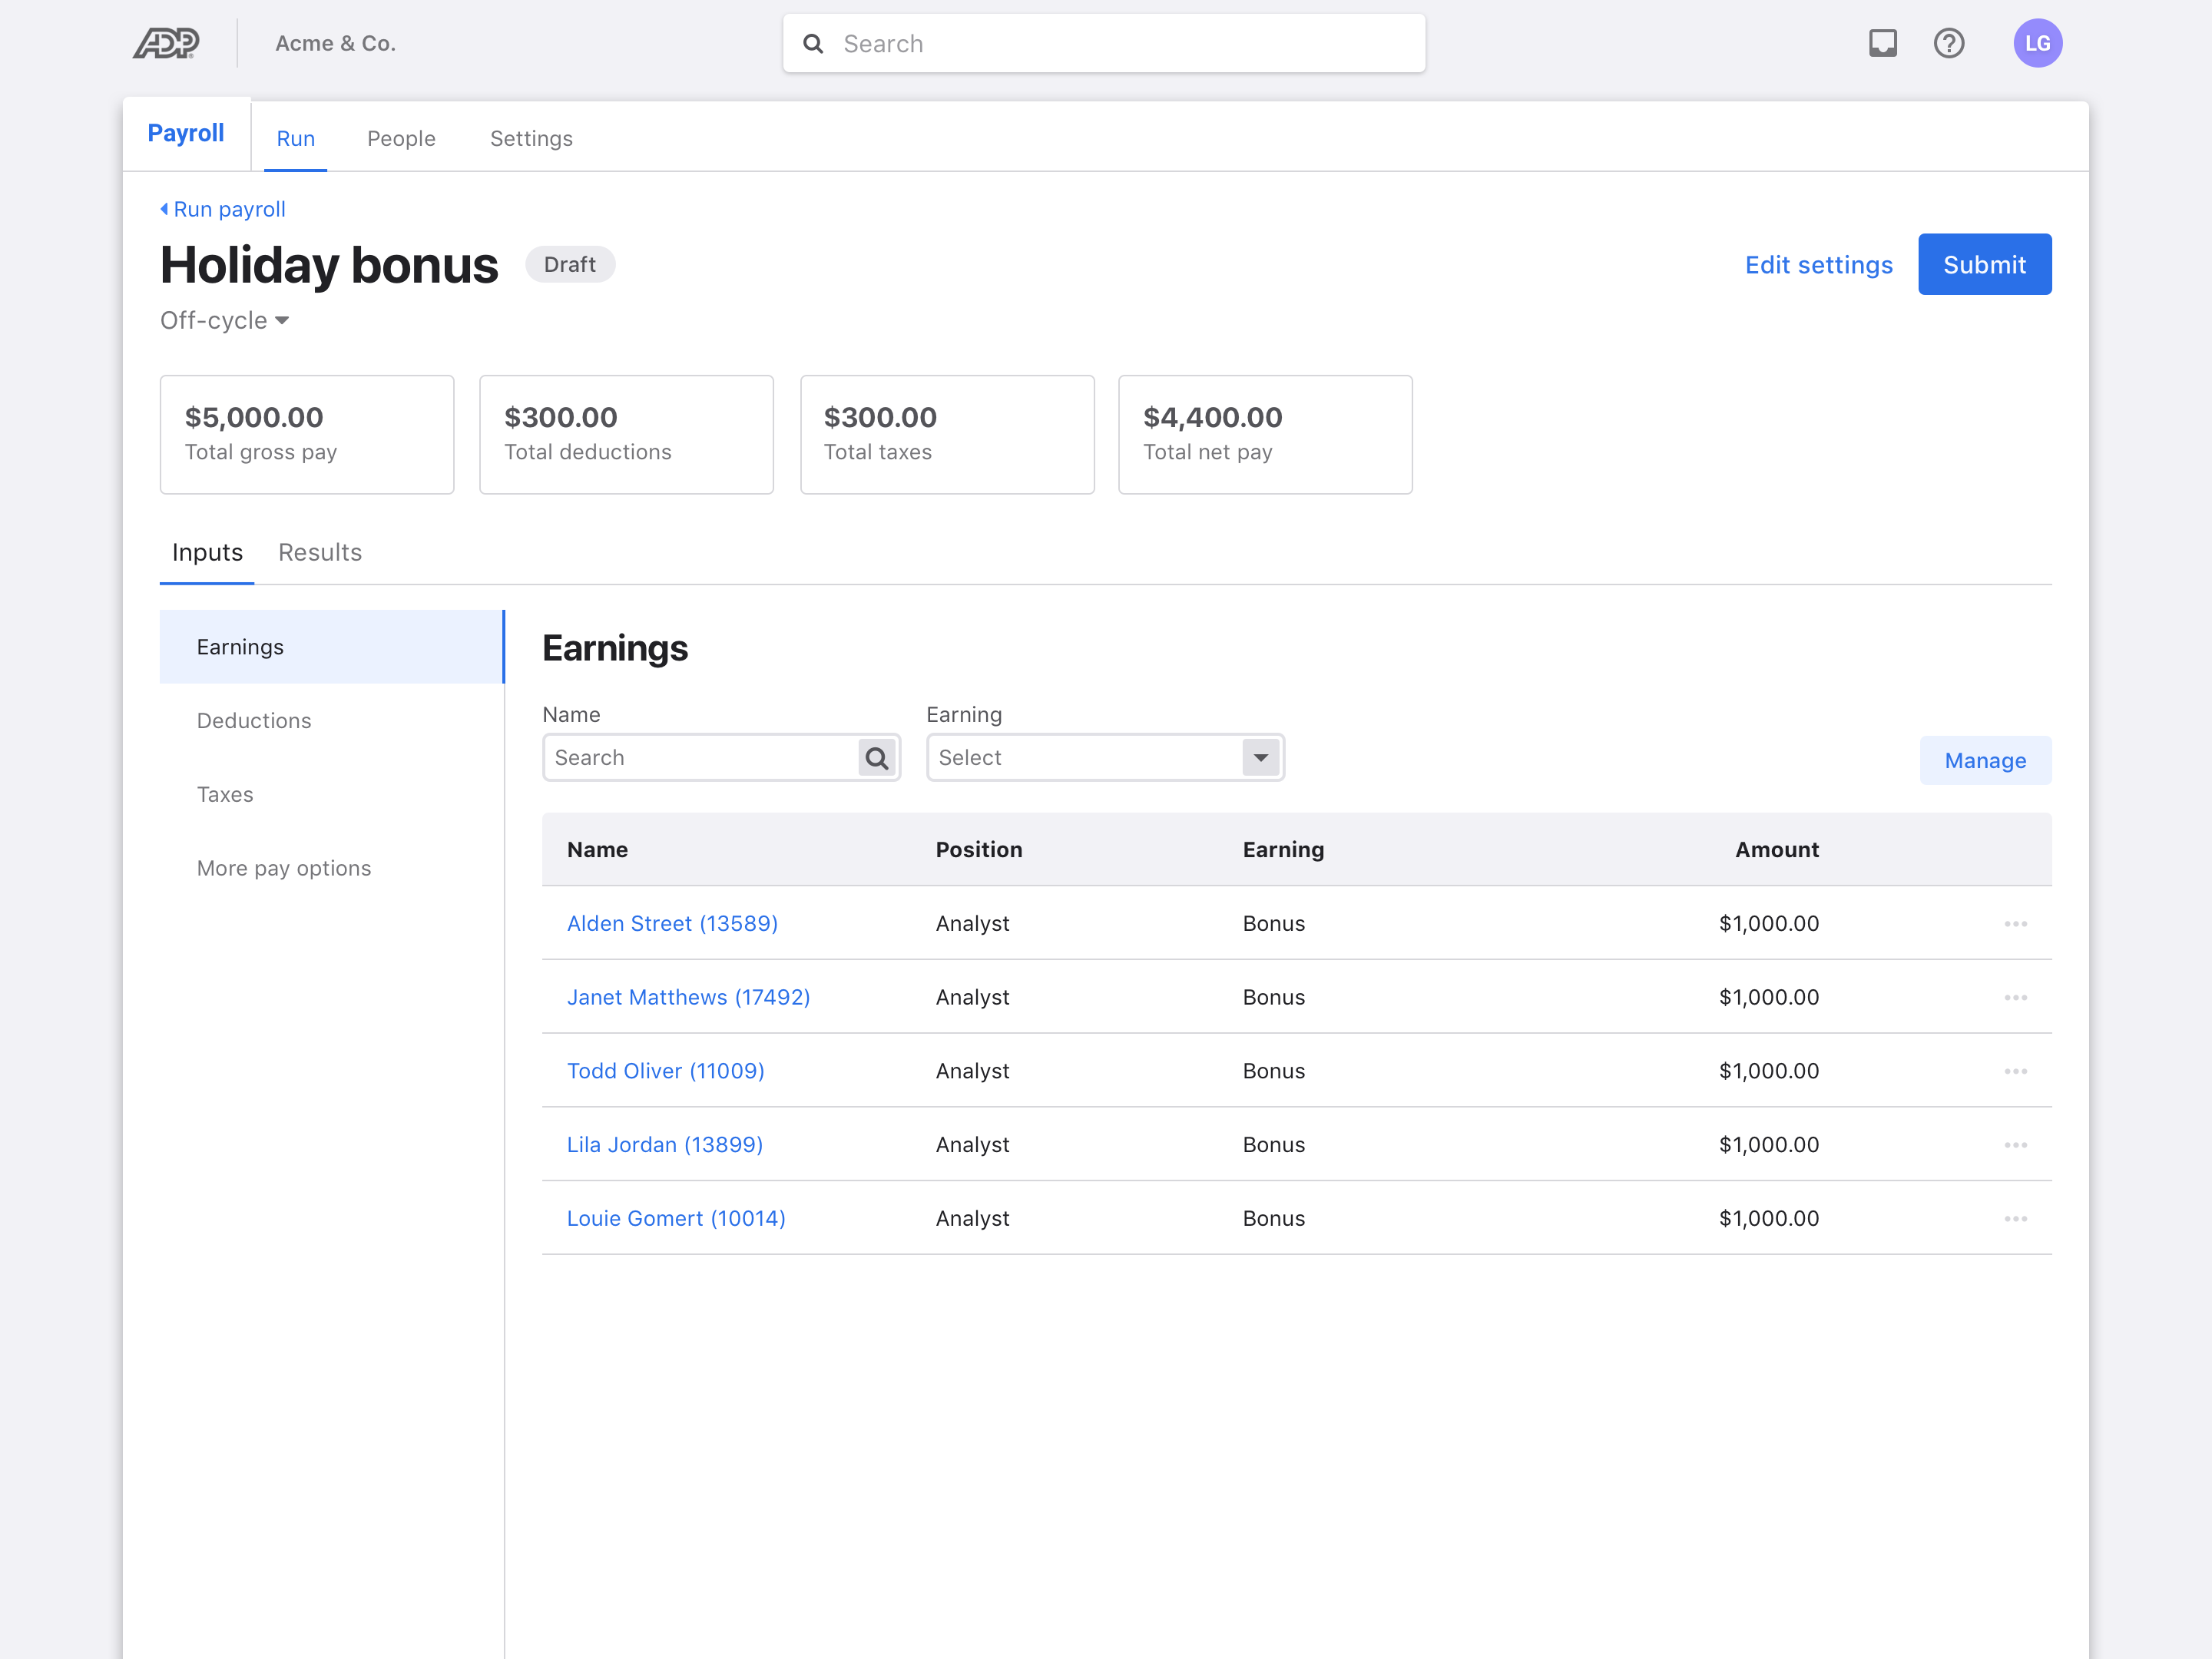 ADP
Acme & Co.
Search
LG
Payroll
Run
People
Settings
Run payroll
Holiday bonus
Draft
Edit settings
Submit
Off-cycle
$5,000.00
Total gross pay
$300.00
Total deductions
$300.00
Total taxes
$4,400.00
Total net pay
Inputs
Results
Earnings
Deductions
Taxes
More pay options
Earnings
Name
Search
Earning
Select
Manage
Name Position Earning Amount
Alden Street (13589) Analyst Bonus $1,000.00
Janet Matthews (17492) Analyst Bonus $1,000.00
Todd Oliver (11009) Analyst Bonus $1,000.00
Lila Jordan (13899) Analyst Bonus $1,000.00
Louie Gomert (10014) Analyst Bonus $1,000.00